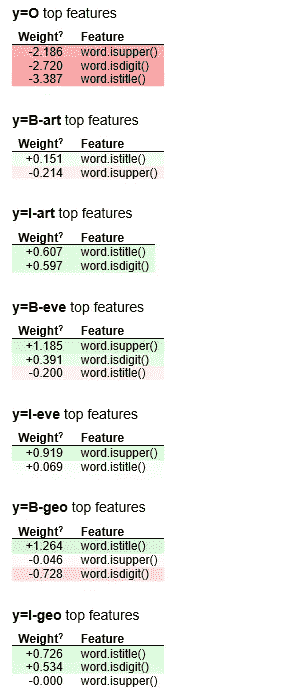 y=O top features
Weight? Feature
-2.186 word.isupper()
-2.720 word.isdigit()
-3.387 word.istitle()
y=B-art top features
Weight? Feature
+0.151 word.istitle()
-0.214 word.isupper()
y=I-art top features
Weight? Feature
+0.607 word.istitle()
+0.597 word.isdigit()
y=B-eve top features
Weight? Feature
+1.185 word.isupper()
+0.391 word.isdigit()
-0.200 word.istitle()
y=I-eve top features
Weight? Feature
+0.919 word.isupper()
+0.069 word.istitle()
y=B-geo top features
Weight? Feature
+1.264 word.istitle()
-0.046 word.isupper()
-0.728 word.isdigit()
y=I-geo top features
Weight? Feature
+0.726 word.istitle()
+0.534 word.isdigit()
-0.000 word.isupper()